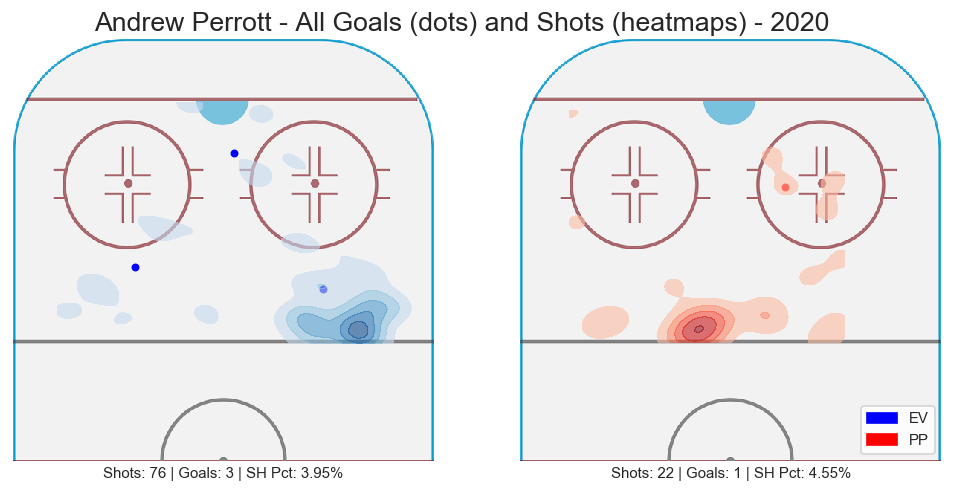 Andrew Perrott - All Goals (dots) and Shots (heatmaps) - 2020
EV
PP
Shots: 76 | Goals: 3 | SH Pct: 3.95%
Shots: 22 | Goals: 1 | SH Pct: 4.55%